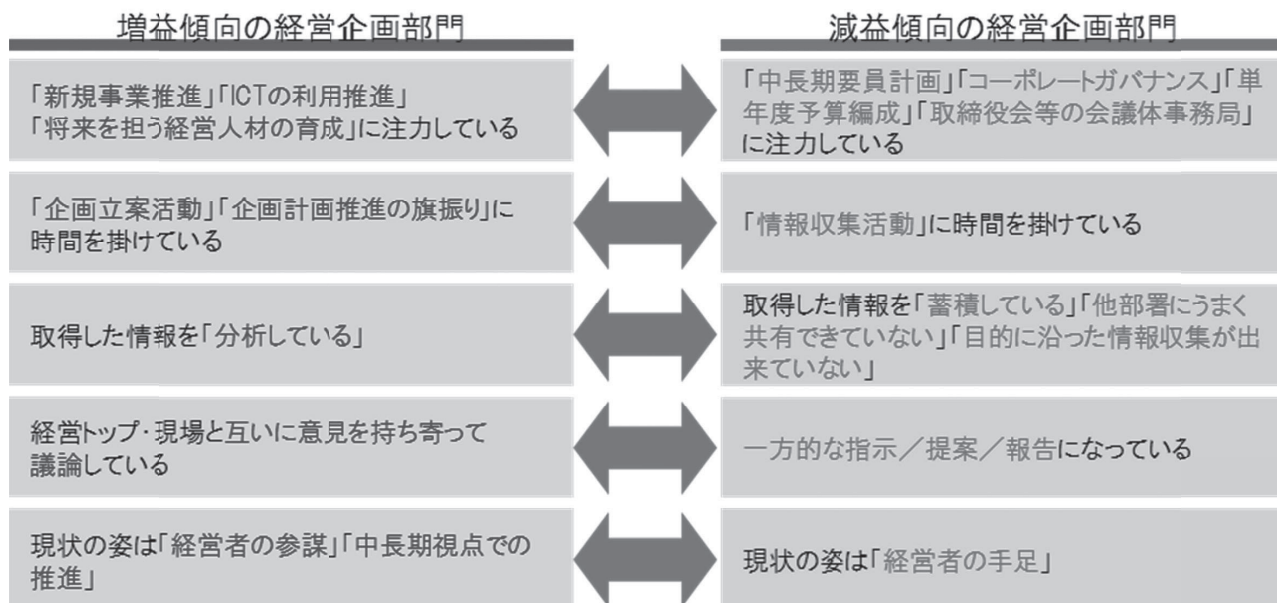 増益傾向の経営企画部門
減益傾向の経営企画部門
「新規事業推進」「ICTの利用推進」
「将来を担う経営人材の育成」に注力している
「中長期要員計画」「コーポレートガバナンス」「単
年度予算編成」「取締役会等の会議体事務局」
に注力している
「企画立案活動」「企画計画推進の旗振り」に
時間を掛けている
「情報収集活動」に時間を掛けている
取得した情報を「分析している」
取得した情報を「蓄積している」「他部署にうまく
共有できていない」「目的に沿った情報収集が出
来ていない」
経営トップ・現場と互いに意見を持ち寄って
議論している
一方的な指示／提案／報告になっている
現状の姿は「経営者の参謀」「中長期視点での
推進」
現状の姿は「経営者の手足」